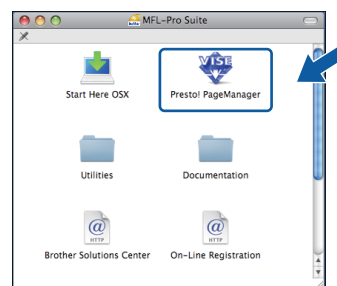 MFL-Pro Suite
VISE
Start Here OSX
Presto! PageManager
Utilities
Documentation
@
HTTP
@
HTTP
Brother Solutions Center
On-Line Registration